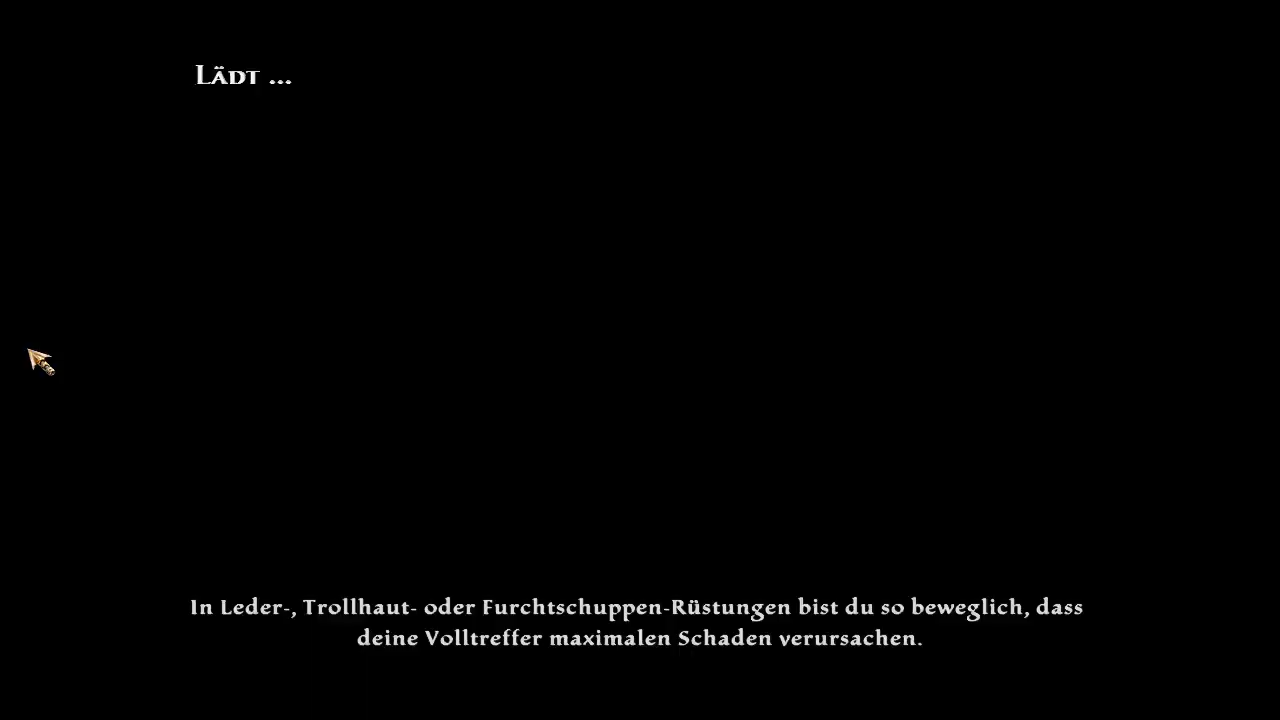 Lädt ...
In Leder-, Trollhaut- oder Furchtschuppen-Rüstungen bist du so beweglich, dass
deine Volltreffer maximalen Schaden verursachen.